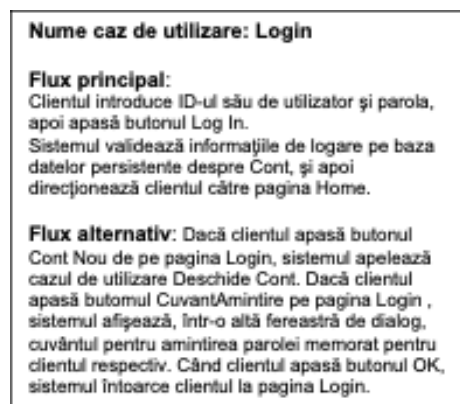 Nume caz de utilizare: Login
Flux principal:
Clientul introduce ID-ul său de utilizator şi parola,
apoi apasă butonul Log In.
Sistemul validează informaţiile de logare pe baza
datelor persistente despre Cont, şi apoi
direcţionează clientul către pagina Home.
Flux alternativ: Dacă clientul apasă butonul
Cont Nou de pe pagina Login, sistemul apelează
cazul de utilizare Deschide Cont. Dacă clientul
apasă butomul CuvantAmintire pe pagina Login ,
sistemul afişează, într-o altă fereastră de dialog,
cuvântul pentru amintirea parolei memorat pentru
clientul respectiv. Când clientul apasă butonul OK,
sistemul întoarce clientul la pagina Login.